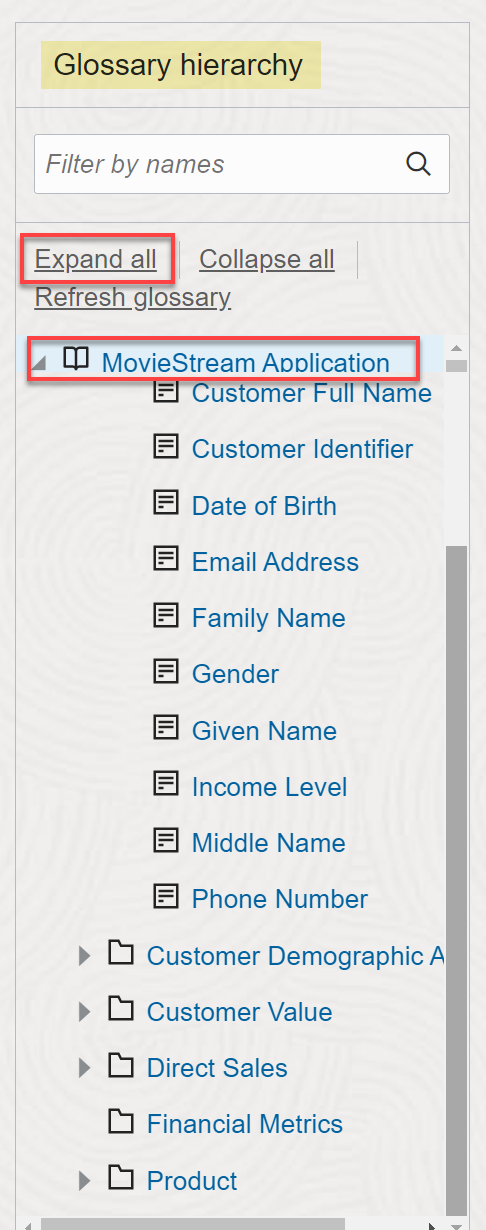 Glossary hierarchy
Filter by names
Expand all
Collapse all
Refresh glossary
MovieStream Application
Customer Full Name
Customer Identifier
Date of Birth
Email Address
Family Name
Gender
Given Name
Income Level
Middle Name
Phone Number
Customer Demographic A
Customer Value
Direct Sales
Financial Metrics
Product